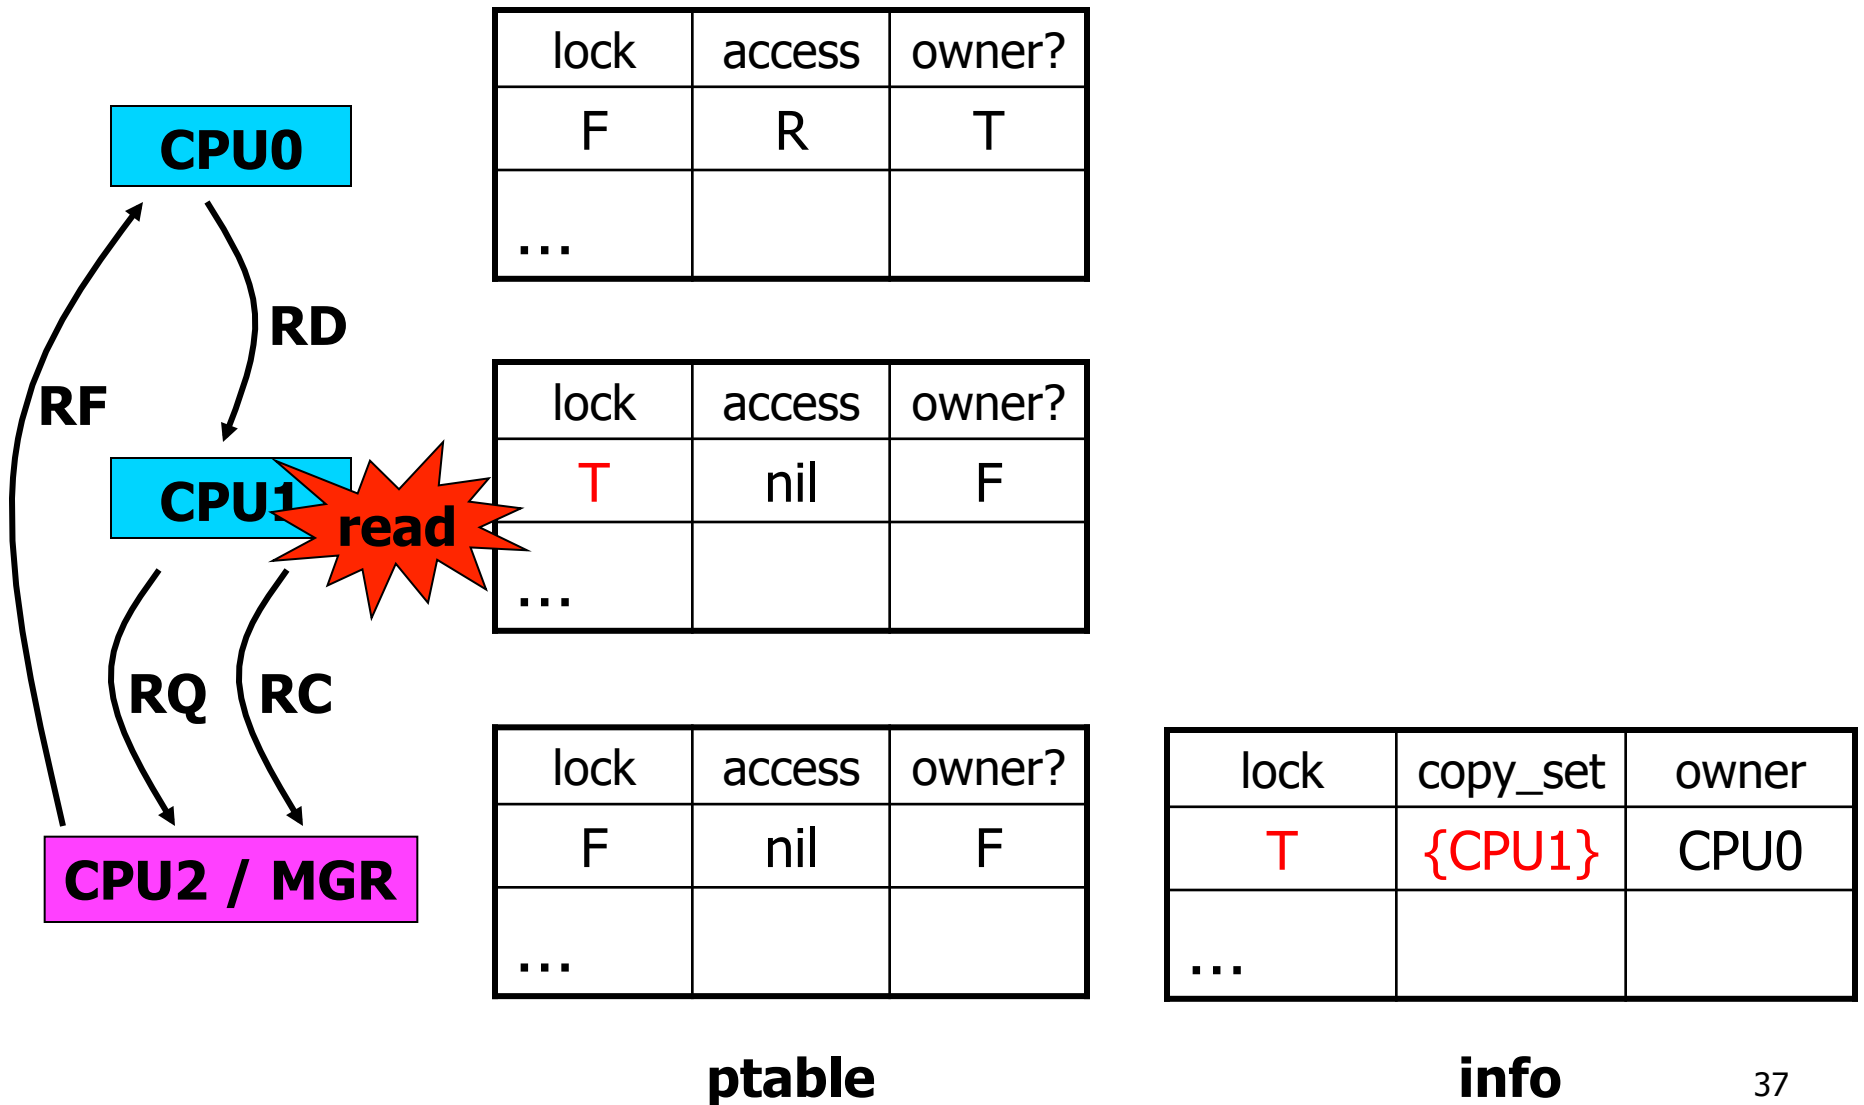 lock access owner?
F R T
...
CPU0
RD
RF
lock access owner?
T nil F
...
CPU1
read
RQ RC
lock access owner?
F nil F
...
CPU2 / MGR
lock copy_set owner
T {CPU1} CPU0
...
ptable
info
37